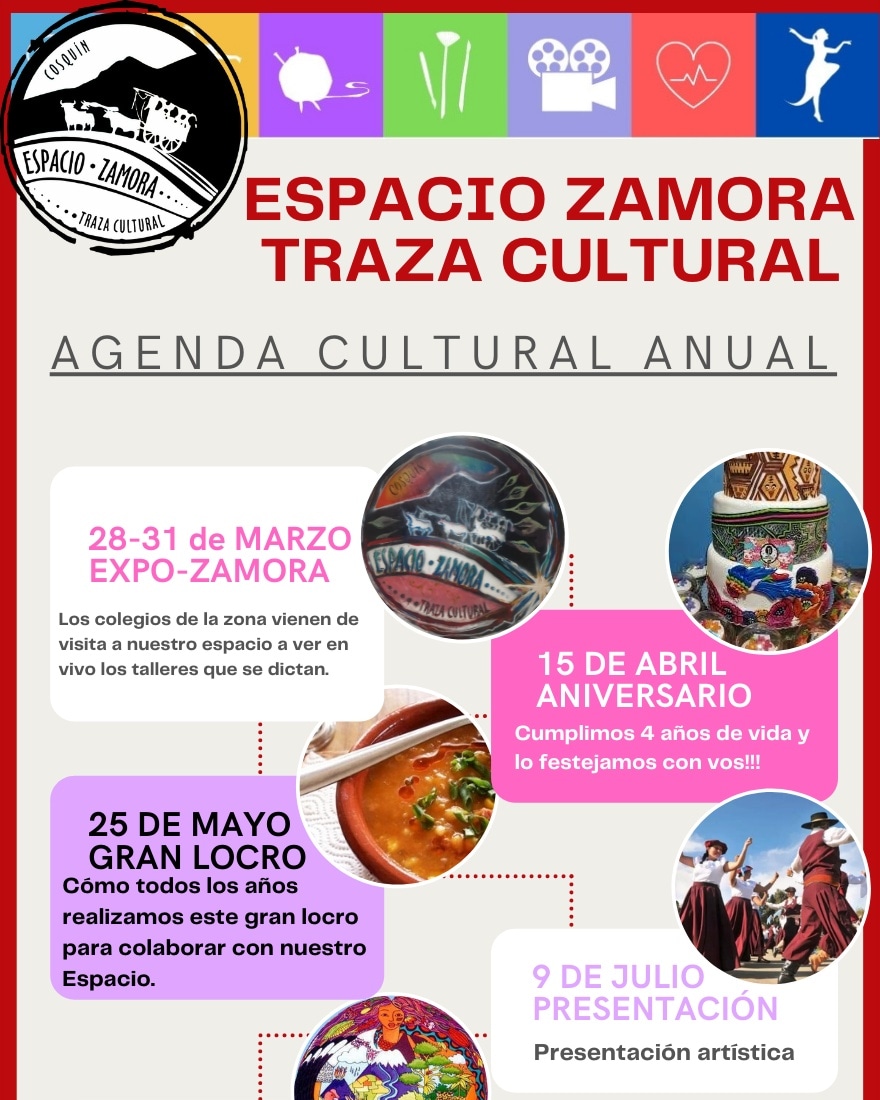 COSQUÍN
ESPACIO · ZAMORA
TRAZA CULTURAL
ESPACIO ZAMORA
TRAZA CULTURAL
AGENDA CULTURAL ANUAL
COSQUÍN
ESPACIO · ZAMORA
TRAZA CULTURAL
28-31 de MARZO
EXPO-ZAMORA
Los colegios de la zona vienen de
visita a nuestro espacio a ver en
vivo los talleres que se dictan.
15 DE ABRIL
ANIVERSARIO
Cumplimos 4 años de vida y
lo festejamos con vos!!!
25 DE MAYO
GRAN LOCRO
Cómo todos los años
realizamos este gran locro
para colaborar con nuestro
Espacio.
9 DE JULIO
PRESENTACIÓN
Presentación artística